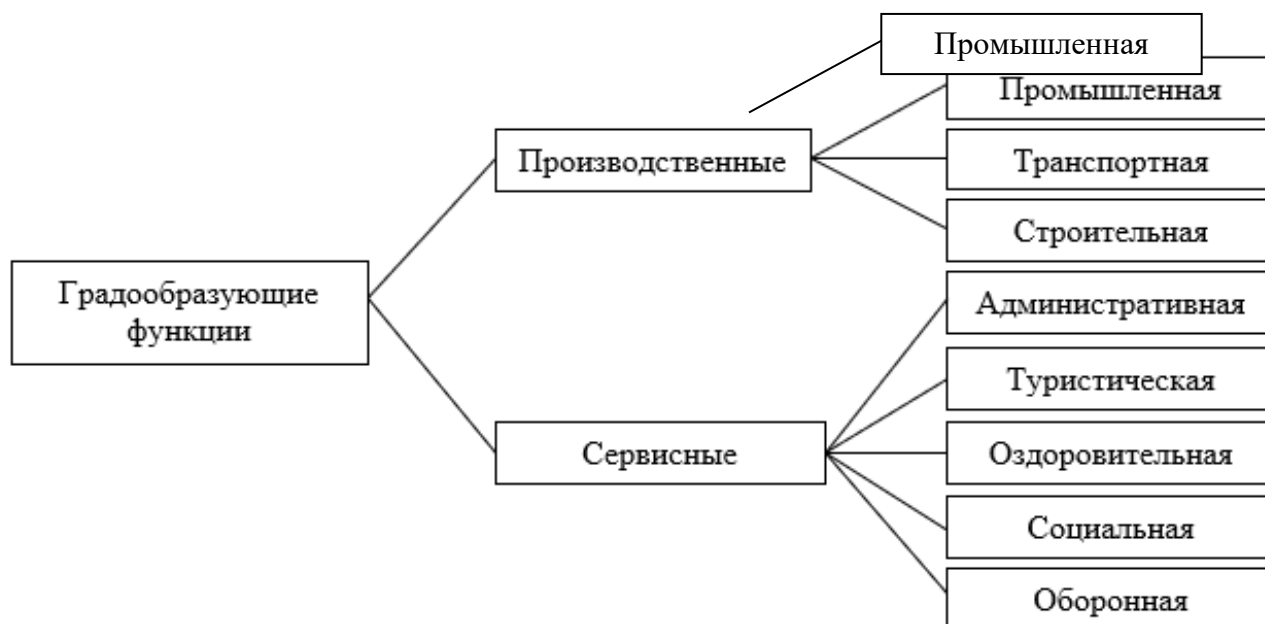 Промышленная
Промышленная
Производственные
Транспортная
Строительная
Градообразующие
функции
Административная
Туристическая
Сервисные
Оздоровительная
Социальная
Оборонная